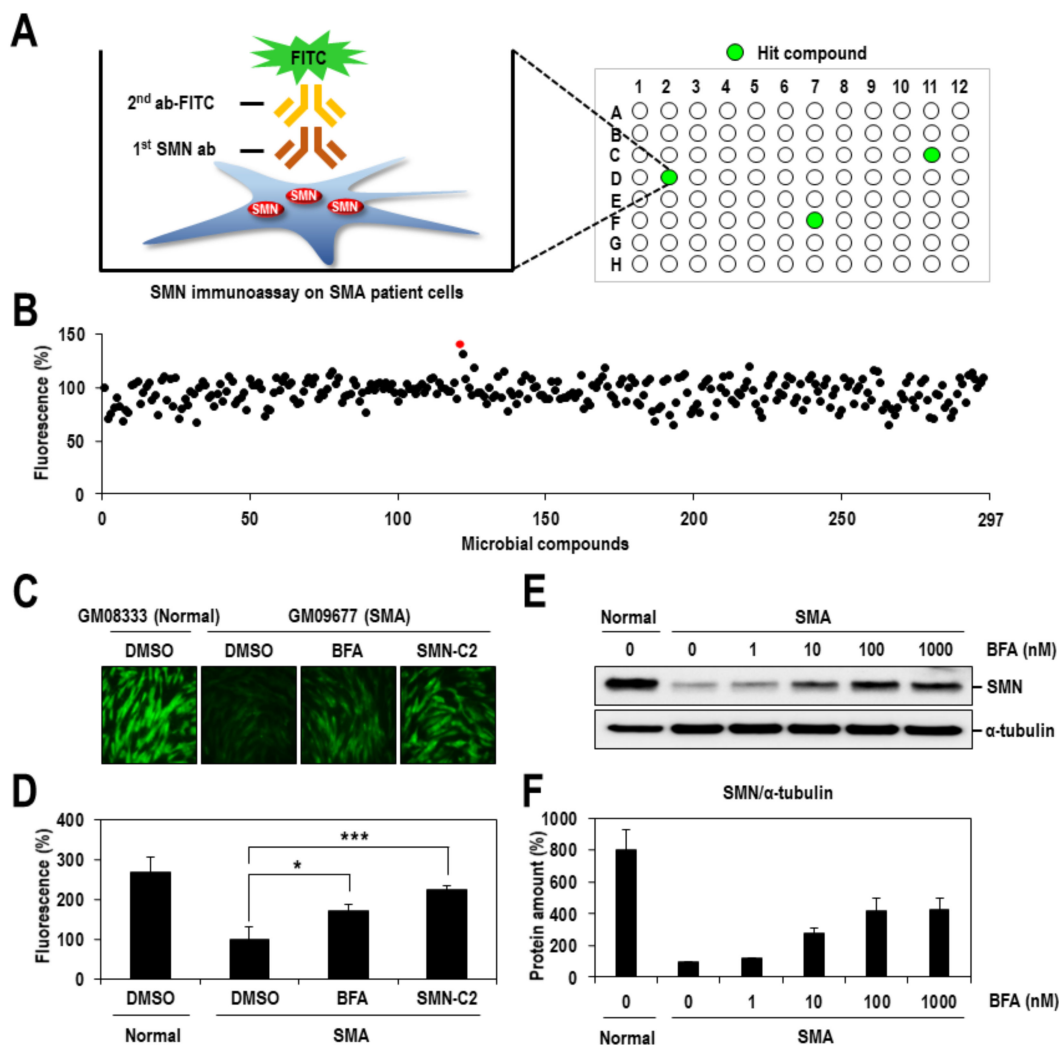 A
FITC
2nd ab-FITC
1st SMN ab
SMN
SMN
SMN
SMN immunoassay on SMA patient cells
Hit compound
1 2 3 4 5 6 7 8 9 10 11 12
A
B
C
D
E
F
G
H
B
Fluorescence (%)
150
100
50
0
0 50 100 150 200 250 297
Microbial compounds
C
GM08333 (Normal) GM09677 (SMA)
DMSO DMSO BFA SMN-C2
D
Fluorescence (%)
400
300
200
100
0
*
***
DMSO DMSO BFA SMN-C2
Normal SMA
E
Normal SMA
0 0 1 10 100 1000 BFA (nM)
SMN
α-tubulin
F
SMN/α-tubulin
Protein amount (%)
1000
800
600
400
200
0
0 0 1 10 100 1000 BFA (nM)
Normal SMA